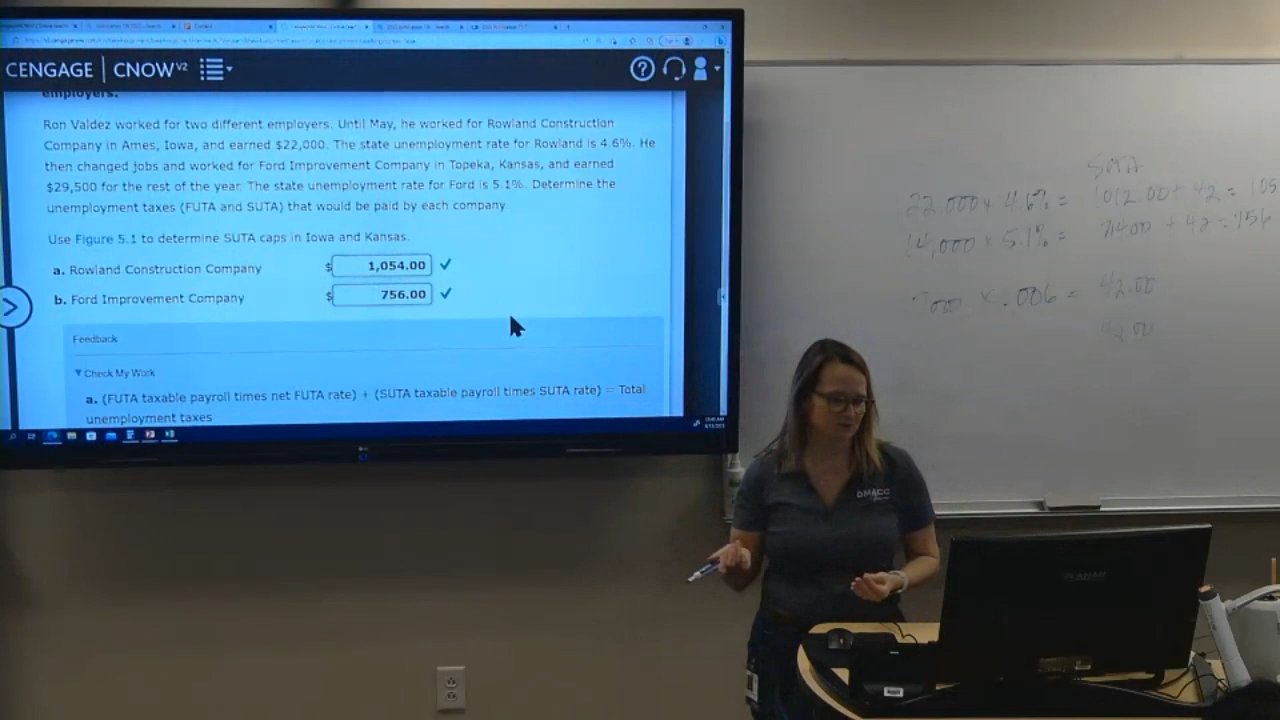 CENGAGE | CNOWv2
employers.
Ron Valdez worked for two different employers. Until May, he worked for Rowland Construction
Company in Ames, Iowa, and earned $22,000. The state unemployment rate for Rowland is 4.6%. He
then changed jobs and worked for Ford Improvement Company in Topeka, Kansas, and earned
$29,500 for the rest of the year. The state unemployment rate for Ford is 5.1%. Determine the
unemployment taxes (FUTA and SUTA) that would be paid by each company
Use Figure 5.1 to determine SUTA caps in Iowa and Kansas.
a. Rowland Construction Company $ 1,054.00 ✓
b. Ford Improvement Company $ 756.00 ✓
Feedback
▼ Check My Work
a. (FUTA taxable payroll times net FUTA rate) + (SUTA taxable payroll times SUTA rate) = Total
unemployment taxes
SUTA
22,000 x 4.6% = 1012.00 + 42 = 105
14,000 x 5.1% = 71400 + 42 = 756
x .006 = 42.00
42.00
DMACC